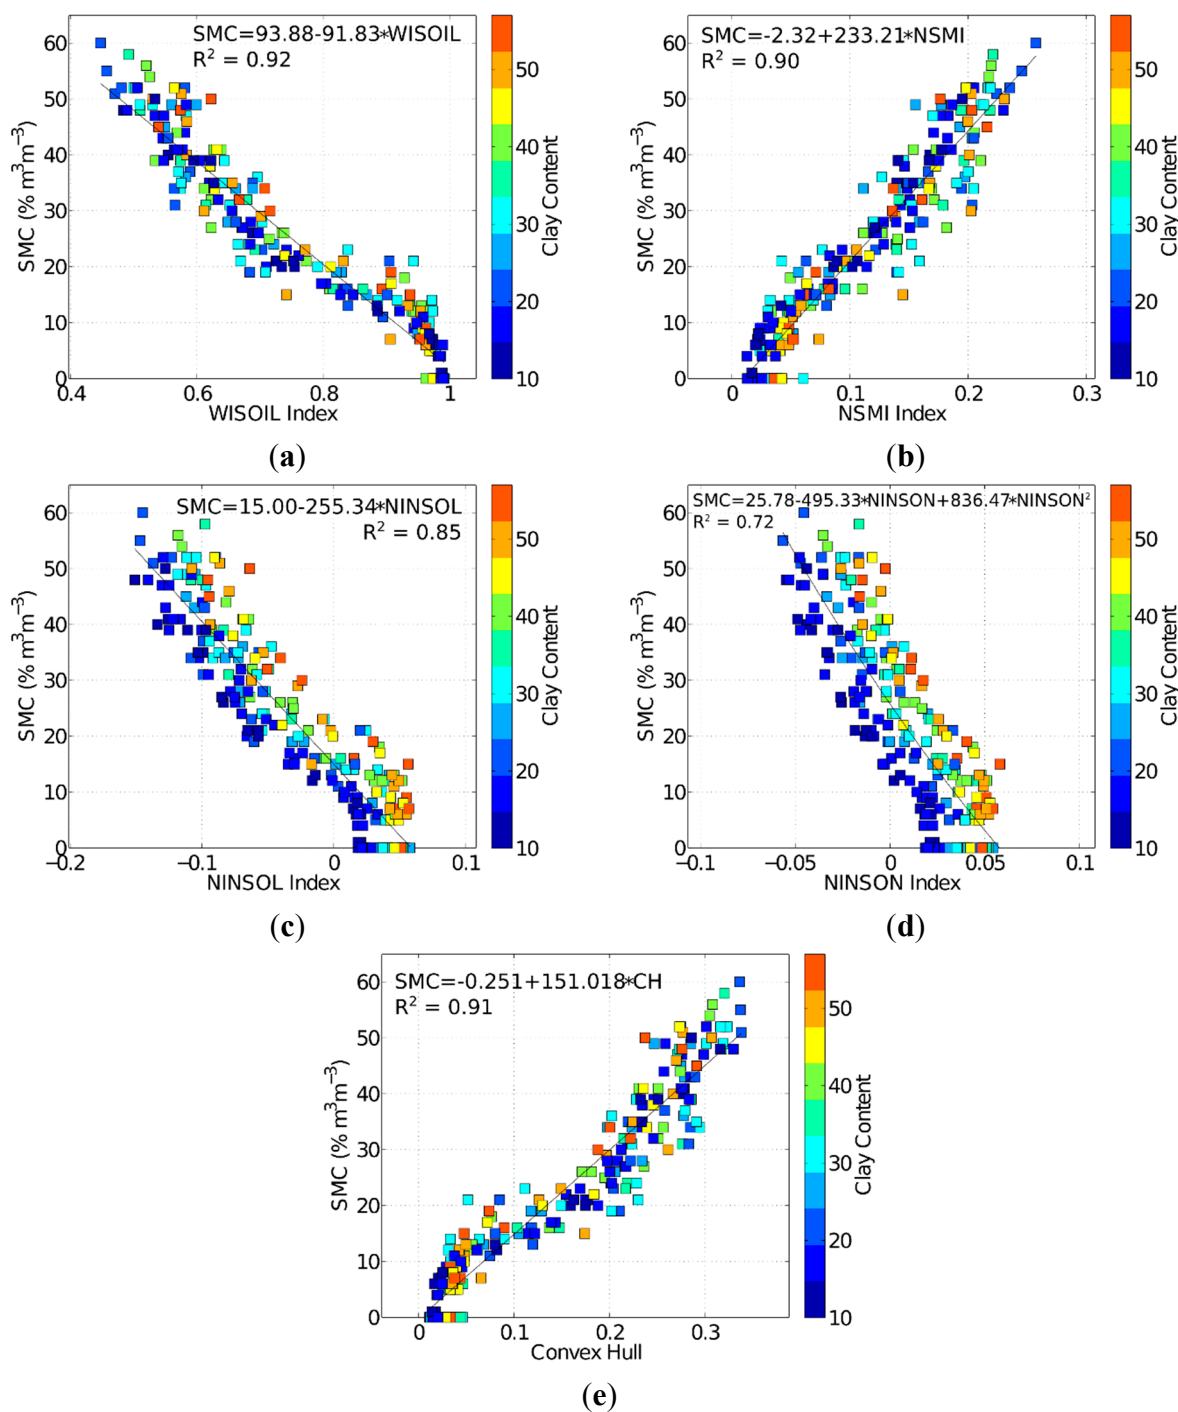 SMC=93.88-91.83*WISOIL
R² = 0.92
60
50
40
30
20
10
0
0.4 0.6 0.8 1
WISOIL Index
SMC (% m³m⁻³)
50
40
30
20
10
Clay Content
(a)
SMC=-2.32+233.21*NSMI
R² = 0.90
60
50
40
30
20
10
0
0 0.1 0.2 0.3
NSMI Index
SMC (% m³m⁻³)
50
40
30
20
10
Clay Content
(b)
SMC=15.00-255.34*NINSOL
R² = 0.85
60
50
40
30
20
10
0
−0.2 −0.1 0 0.1
NINSOL Index
SMC (% m³m⁻³)
50
40
30
20
10
Clay Content
(c)
SMC=25.78-495.33*NINSON+836.47*NINSON²
R² = 0.72
60
50
40
30
20
10
0
−0.1 −0.05 0 0.05 0.1
NINSON Index
SMC (% m³m⁻³)
50
40
30
20
10
Clay Content
(d)
SMC=-0.251+151.018*CH
R² = 0.91
60
50
40
30
20
10
0
0 0.1 0.2 0.3
Convex Hull
SMC (% m³m⁻³)
50
40
30
20
10
Clay Content
(e)